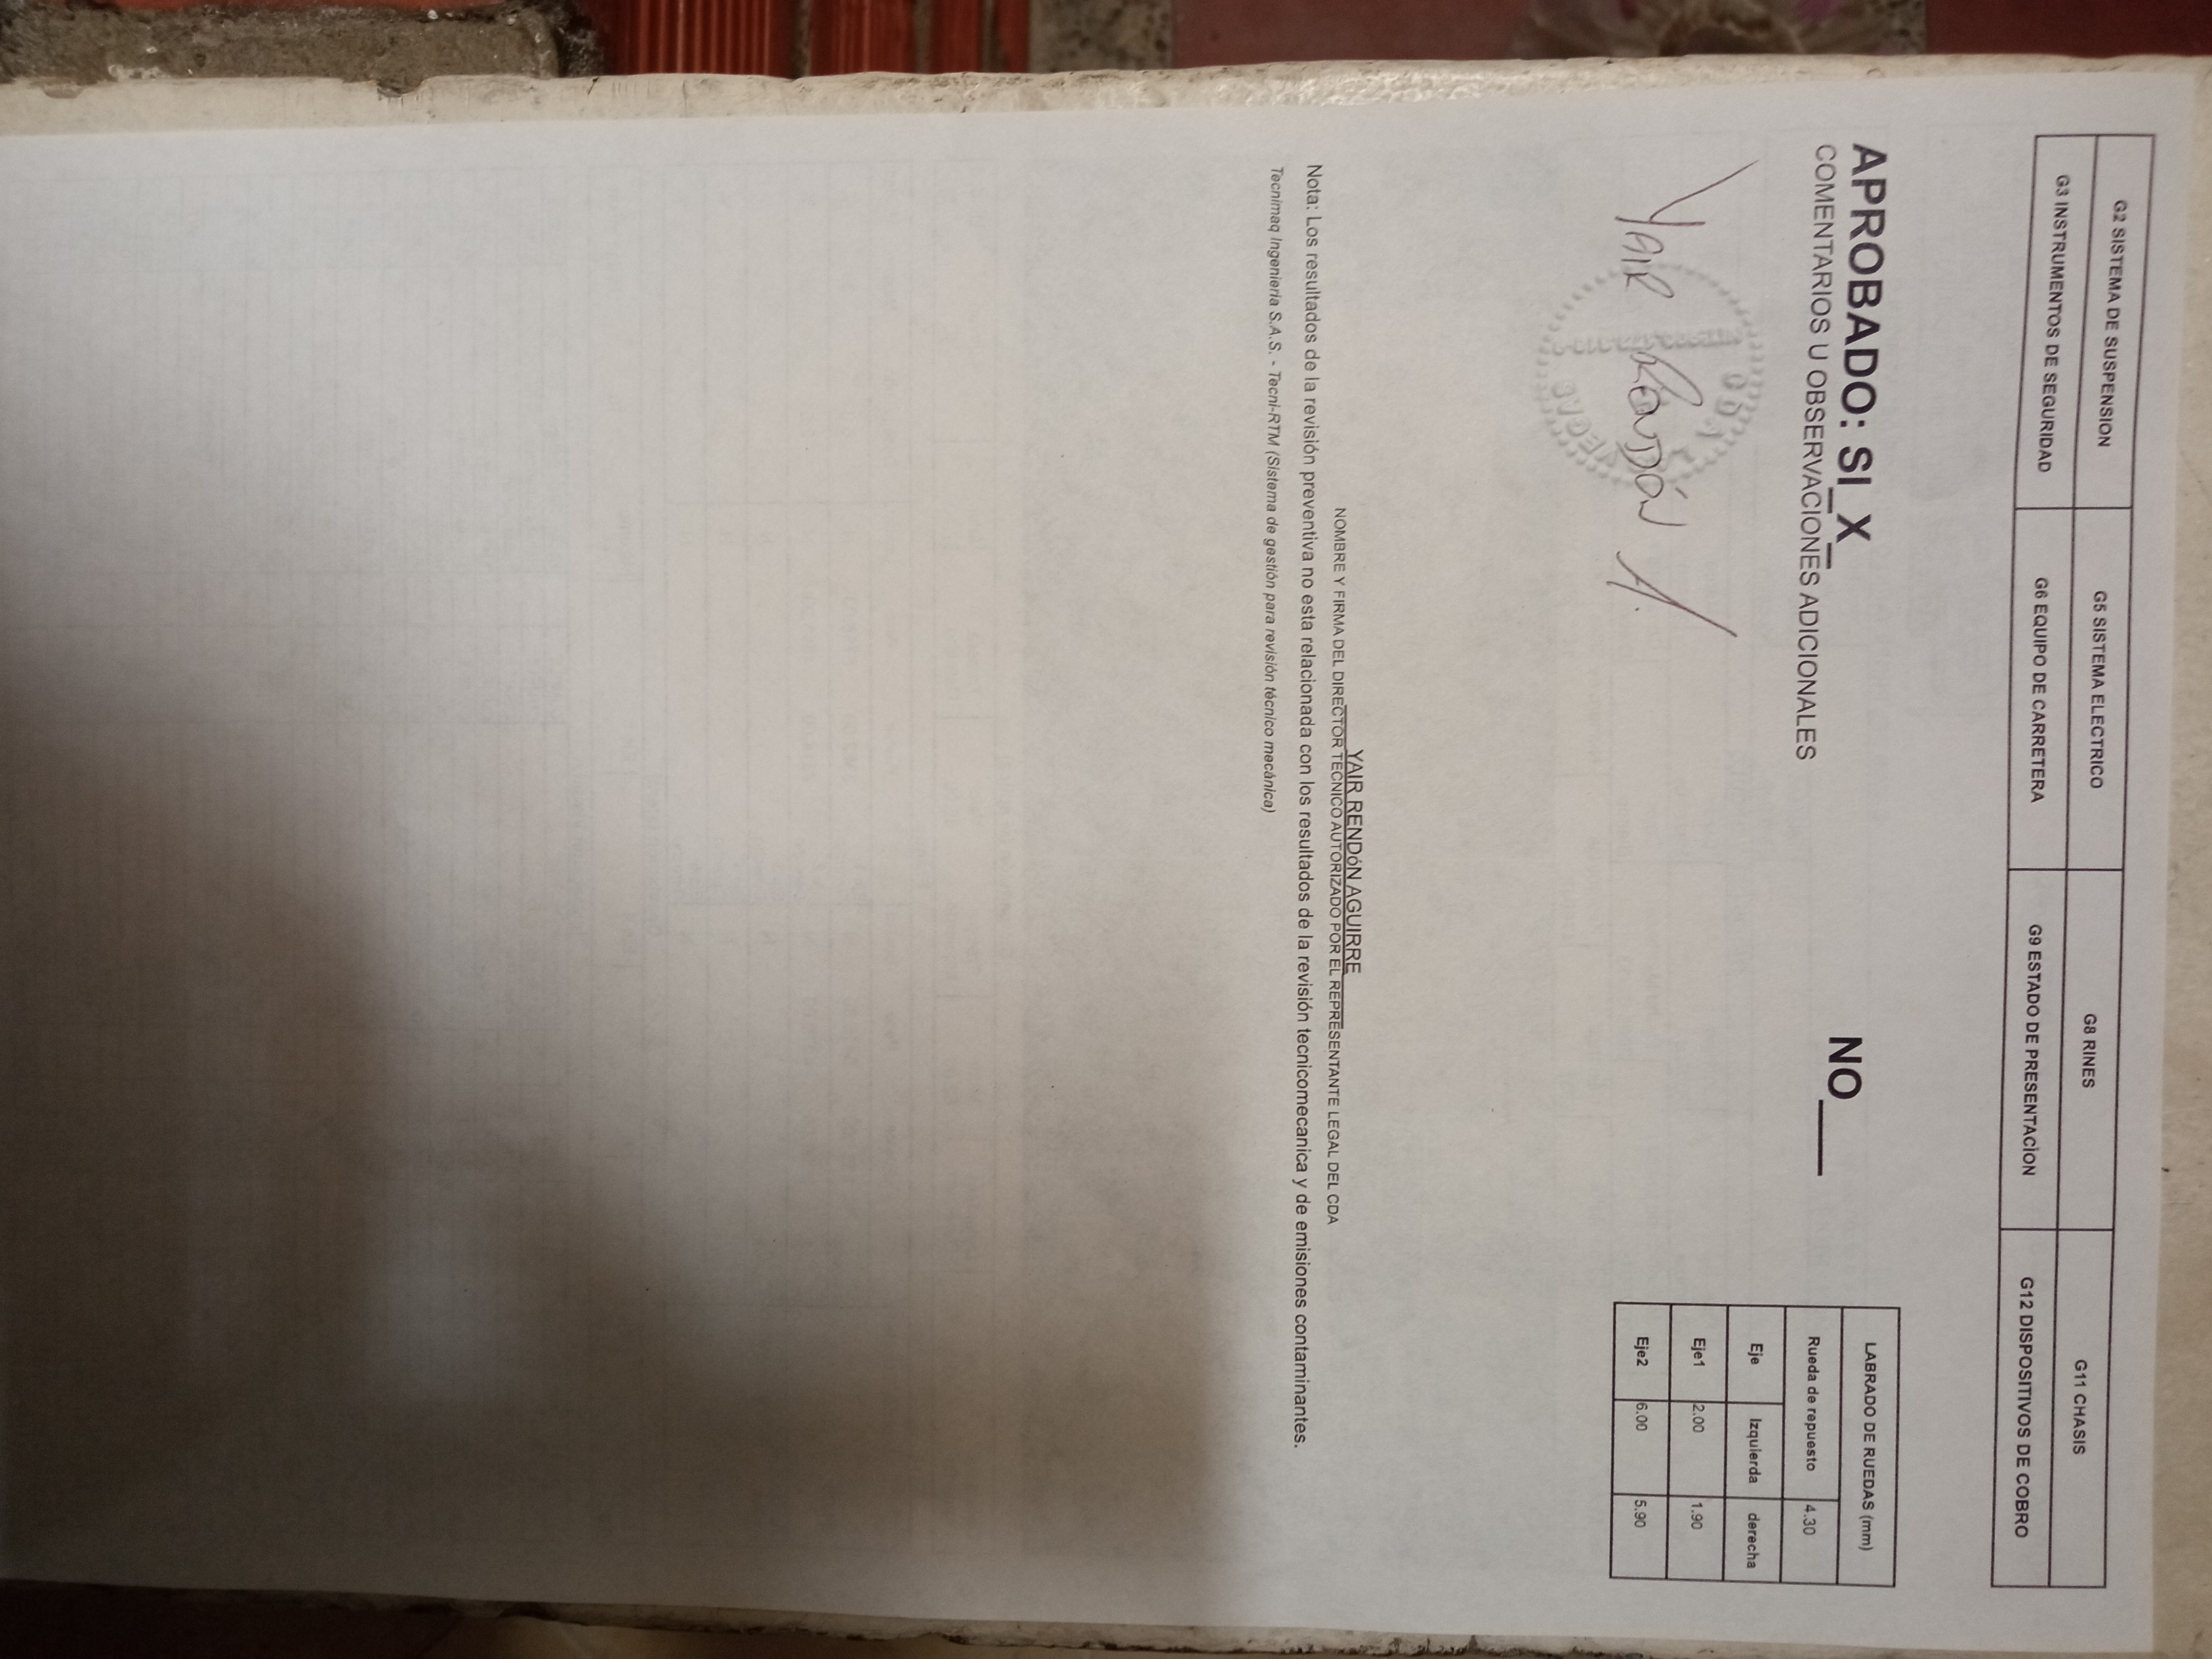 G2 SISTEMA DE SUSPENSION G5 SISTEMA ELECTRICO G8 RINES G11 CHASIS
G3 INSTRUMENTOS DE SEGURIDAD G6 EQUIPO DE CARRETERA G9 ESTADO DE PRESENTACÍON G12 DISPOSITIVOS DE COBRO
APROBADO: SI_X_ NO___
COMENTARIOS U OBSERVACIONES ADICIONALES
LABRADO DE RUEDAS (mm)
Rueda de repuesto 4.30
Eje Izquierda derecha
Eje1 2.00 1.90
Eje2 6.00 5.90
YAIR RENDÓN A.
YAIR RENDóN AGUIRRE
NOMBRE Y FIRMA DEL DIRECTOR TECNICO AUTORIZADO POR EL REPRESENTANTE LEGAL DEL CDA
Nota: Los resultados de la revisión preventiva no esta relacionada con los resultados de la revisión tecnicomecanica y de emisiones contaminantes.
Tecnimaq Ingenieria S.A.S. - Tecni-RTM (Sistema de gestión para revisión técnico mecánica)